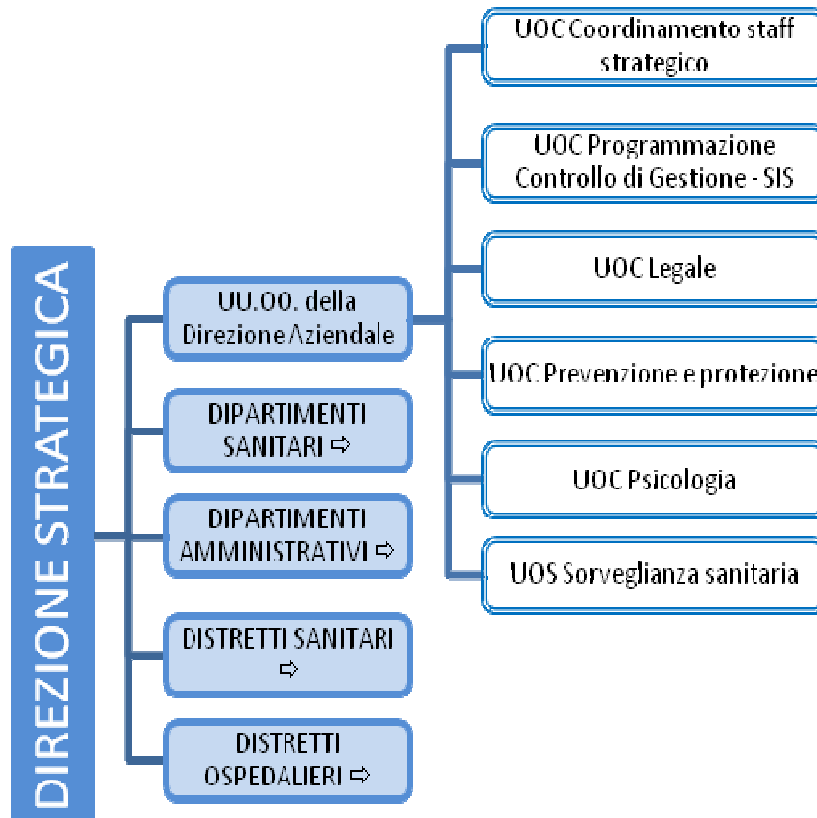 DIREZIONE STRATEGICA
UU.OO. della
Direzione Aziendale
DIPARTIMENTI
SANITARI ⇨
DIPARTIMENTI
AMMINISTRATIVI ⇨
DISTRETTI SANITARI
⇨
DISTRETTI
OSPEDALIERI ⇨
UOC Coordinamento staff
strategico
UOC Programmazione
Controllo di Gestione - SIS
UOC Legale
UOC Prevenzione e protezione
UOC Psicologia
UOS Sorveglianza sanitaria